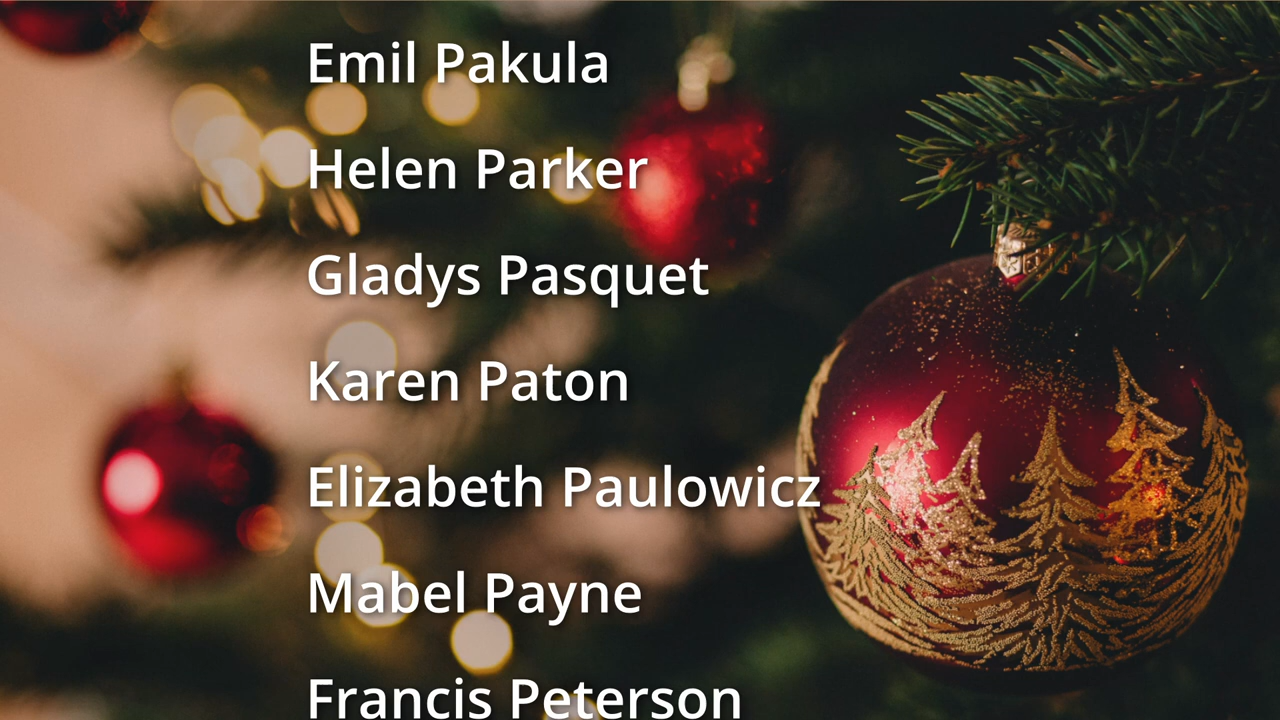 Emil Pakula
Helen Parker
Gladys Pasquet
Karen Paton
Elizabeth Paulowicz
Mabel Payne
Francis Peterson